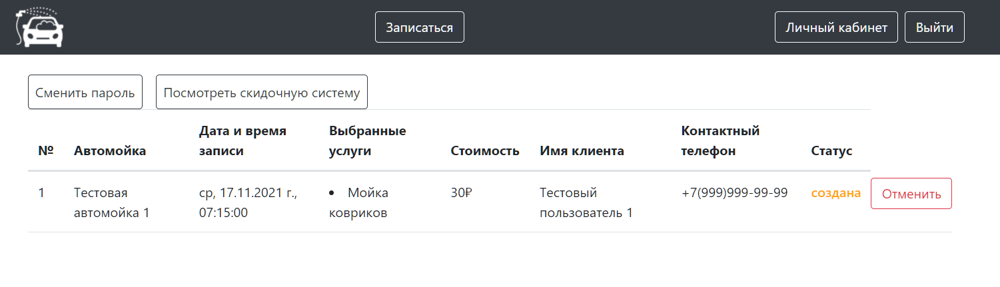 Записаться
Личный кабинет
Выйти
Сменить пароль
Посмотреть скидочную систему
№
Автомойка
Дата и время
записи
Выбранные
услуги
Стоимость
Имя клиента
Контактный
телефон
Статус
1
Тестовая
автомойка 1
ср, 17.11.2021 г.,
07:15:00
• Мойка
ковриков
30₽
Тестовый
пользователь 1
+7(999)999-99-99
создана
Отменить